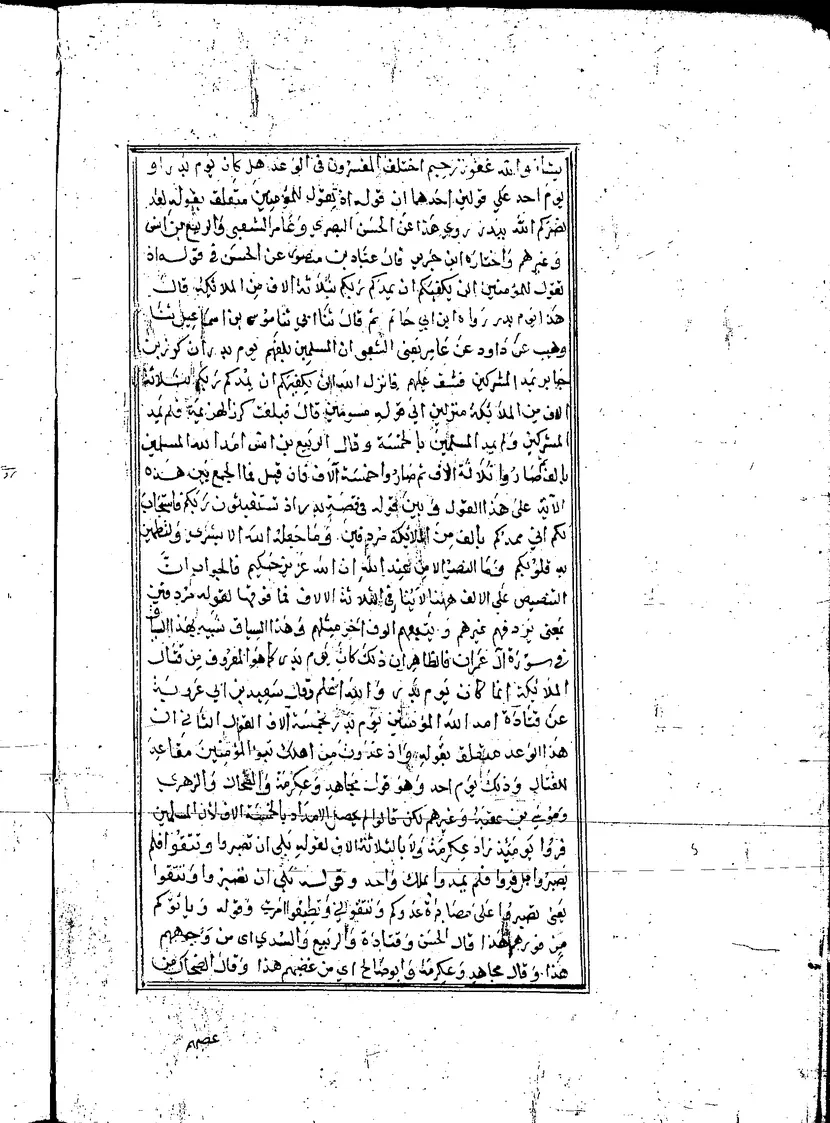 يشاء والله غفور رحيم اختلف المفسرون في الوعد هل كان يوم بدر او
يوم احد على قولين احدهما ان قوله اذ تقول للمؤمنين متعلق بقوله لقد
نصركم الله ببدر روي هذا عن الحسن البصري وعامر الشعبي والربيع بن انس
وغيرهم واختاره ابن جرير قال عباد بن منصور عن الحسن في قوله اذ
تقول للمؤمنين الن يكفيكم ان يمدكم ربكم بثلاثة الاف من الملائكة قال
هذا يوم بدر رواه ابن ابي حاتم ثم قال ثنا ابي ثنا موسى بن اسماعيل ثنا
وهيب عن داود عن عامر يعني الشعبي ان المسلمين بلغهم يوم بدر ان كرز بن
جابر يمد المشركين فشق عليهم فانزل الله الن يكفيكم ان يمدكم ربكم بثلاثة
الاف من الملائكة منزلين الى قوله مسومين قال فبلغت كرزا الهزيمة فلم يمد
المشركين ولم يمد المسلمين بالخمسة وقال الربيع بن انس امد الله المسلمين
بالف ثم صاروا ثلاثة الاف ثم صاروا خمسة الاف فان قيل فما الجمع بين هذه
الاية على هذا القول وبين قوله في قصة بدر اذ تستغيثون ربكم فاستجاب
لكم اني ممدكم بالف من الملائكة مردفين وما جعله الله الا بشرى ولتطمئن
به قلوبكم وما النصر الا من عند الله ان الله عزيز حكيم فالجواب ان
التنصيص على الالف ههنا لا ينافي الثلاثة الالاف فما فوقها لقوله مردفين
بمعنى يردفهم غيرهم ويتبعهم الوف اخر مثلهم وهذا السياق شبيه بهذا السياق
في سورة ال عمران فالظاهر ان ذلك كان يوم بدر كما هو المعروف من قتال
الملائكة انما كان يوم بدر والله اعلم وقال سعيد بن ابي عروبة
عن قتادة امد الله المؤمنين يوم بدر بخمسة الاف القول الثاني ان
هذا الوعد متعلق بقوله واذ غدوت من اهلك تبوئ المؤمنين مقاعد
للقتال وذلك يوم احد وهو قول مجاهد وعكرمة والضحاك والزهري
وموسى بن عقبة وغيرهم لكن قالوا لم يحصل الامداد بالخمسة الالاف لان المسلمين
فروا يومئذ زاد عكرمة ولا بالثلاثة الالاف لقوله بلى ان تصبروا وتتقوا فلم
يصبروا بل فروا فلم يمدوا بملك واحد وقوله بلى ان تصبروا وتتقوا
يعني تصبروا على مصابرة عدوكم وتتقوني وتطيعوا امري وقوله وياتوكم
من فورهم هذا قال الحسن وقتادة والربيع والسدي اي من وجههم
هذا وقال مجاهد وعكرمة وابو صالح اي من غضبهم هذا وقال الضحاك من
غضبهم